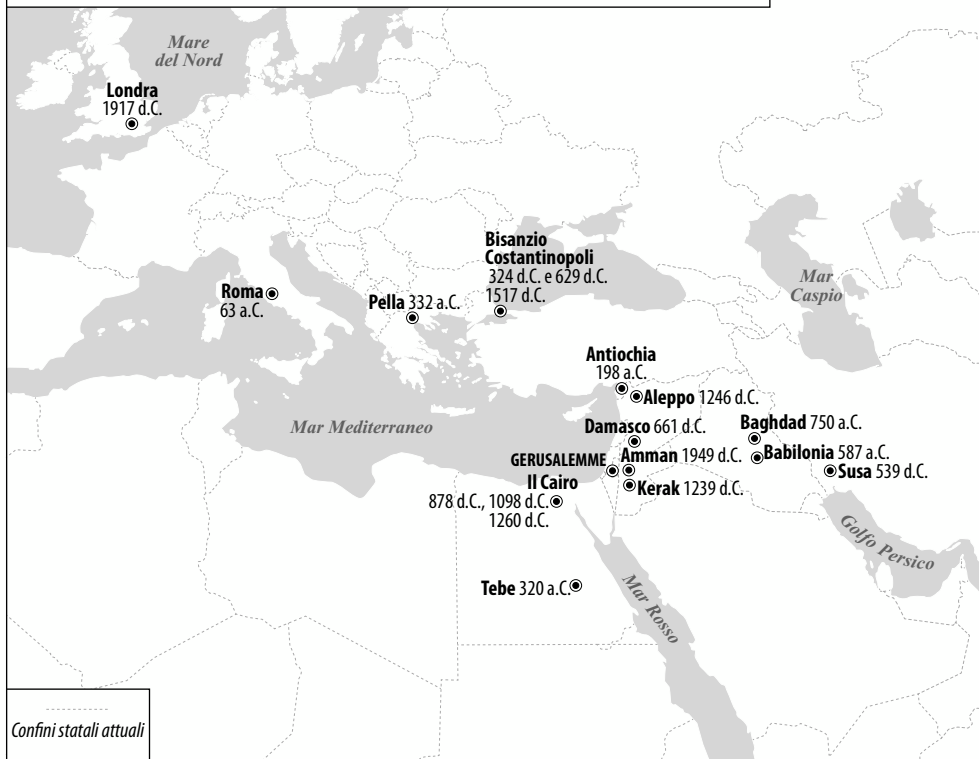 Mare
del Nord
Londra
1917 d.C.
Bisanzio
Costantinopoli
324 d.C. e 629 d.C.
1517 d.C.
Mar
Caspio
Roma
63 a.C.
Pella 332 a.C.
Antiochia
198 a.C.
Aleppo 1246 d.C.
Mar Mediterraneo
Damasco 661 d.C.
Baghdad 750 a.C.
GERUSALEMME
Amman 1949 d.C.
Babilonia 587 a.C.
Susa 539 d.C.
Il Cairo
878 d.C., 1098 d.C.
1260 d.C.
Kerak 1239 d.C.
Golfo Persico
Tebe 320 a.C.
Mar Rosso
Confini statali attuali